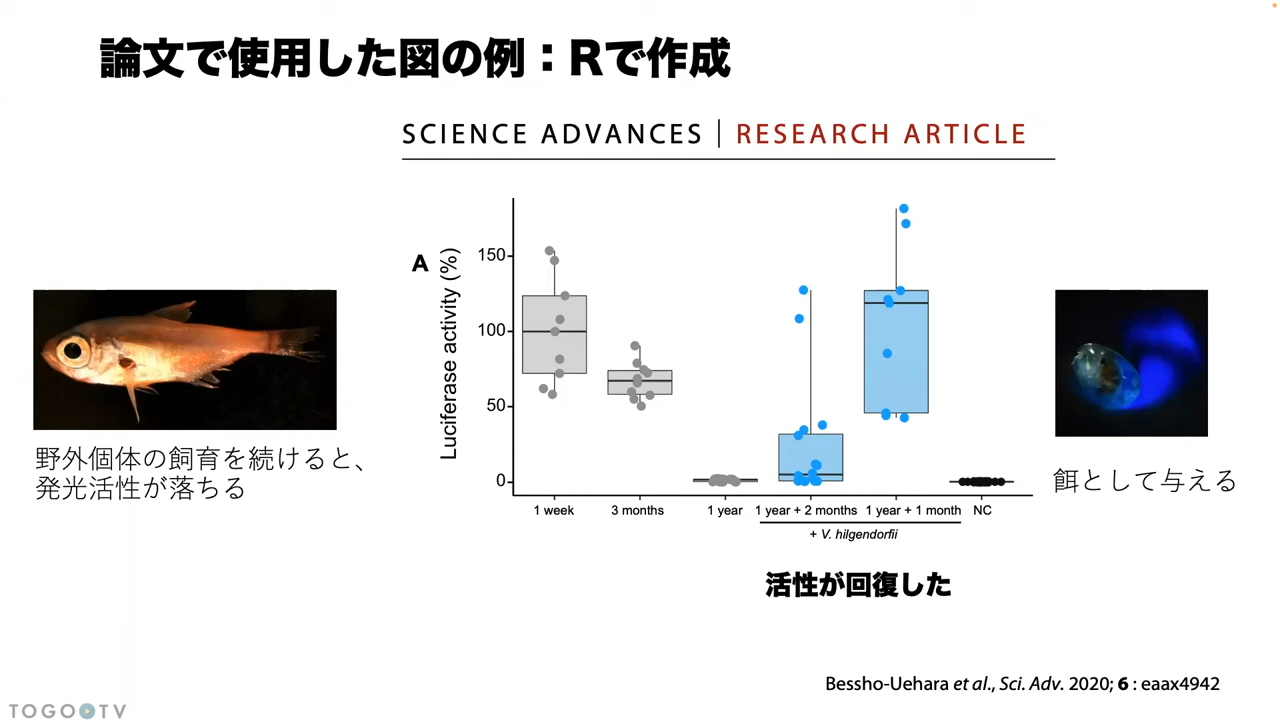 論文で使用した図の例：Rで作成
SCIENCE ADVANCES | RESEARCH ARTICLE
A
Luciferase activity (%)
150
100
50
0
1 week
3 months
1 year
1 year + 2 months
1 year + 1 month
NC
+ V. hilgendorfii
野外個体の飼育を続けると、
発光活性が落ちる
餌として与える
活性が回復した
Bessho-Uehara et al., Sci. Adv. 2020; 6 : eaax4942
TOGO TV